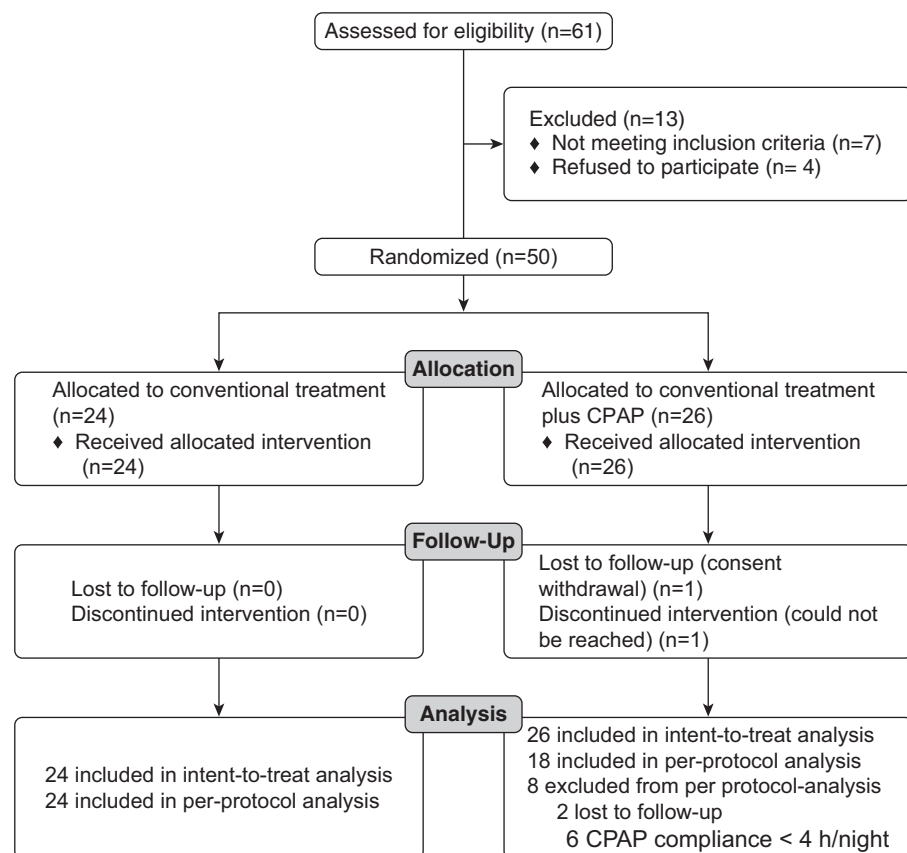 Assessed for eligibility (n=61)
Excluded (n=13)
♦ Not meeting inclusion criteria (n=7)
♦ Refused to participate (n= 4)
Randomized (n=50)
Allocation
Allocated to conventional treatment
(n=24)
♦ Received allocated intervention
(n=24)
Allocated to conventional treatment
plus CPAP (n=26)
♦ Received allocated intervention
(n=26)
Follow-Up
Lost to follow-up (n=0)
Discontinued intervention (n=0)
Lost to follow-up (consent
withdrawal) (n=1)
Discontinued intervention (could not
be reached) (n=1)
Analysis
24 included in intent-to-treat analysis
24 included in per-protocol analysis
26 included in intent-to-treat analysis
18 included in per-protocol analysis
8 excluded from per protocol-analysis
2 lost to follow-up
6 CPAP compliance < 4 h/night